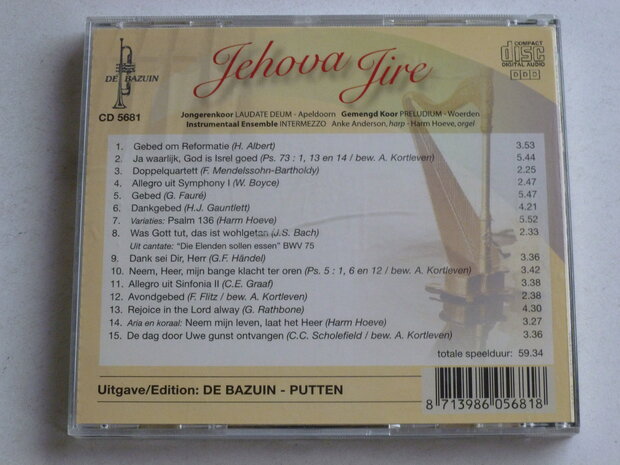 Jehova Jire
DE BAZUIN
CD 5681
COMPACT
disc
DIGITAL AUDIO
DDD
Jongerenkoor LAUDATE DEUM - Apeldoorn Gemengd Koor PRELUDIUM - Woerden
Instrumentaal Ensemble INTERMEZZO Anke Anderson, harp - Harm Hoeve, orgel
1. Gebed om Reformatie (H. Albert) 3.53
2. Ja waarlijk, God is Isrel goed (Ps. 73 : 1, 13 en 14 / bew. A. Kortleven) 5.44
3. Doppelquartett (F. Mendelssohn-Bartholdy) 2.25
4. Allegro uit Symphony I (W. Boyce) 2.47
5. Gebed (G. Fauré) 5.47
6. Dankgebed (H.J. Gauntlett) 4.21
7. Variaties: Psalm 136 (Harm Hoeve) 5.52
8. Was Gott tut, das ist wohlgetan (J.S. Bach) 2.33
Uit cantate: "Die Elenden sollen essen" BWV 75
9. Dank sei Dir, Herr (G.F. Händel) 3.36
10. Neem, Heer, mijn bange klacht ter oren (Ps. 5 : 1, 6 en 12 / bew. A. Kortleven) 3.42
11. Allegro uit Sinfonia II (C.E. Graaf) 3.38
12. Avondgebed (F. Flitz / bew. A. Kortleven) 2.38
13. Rejoice in the Lord alway (G. Rathbone) 4.30
14. Aria en koraal: Neem mijn leven, laat het Heer (Harm Hoeve) 3.27
15. De dag door Uwe gunst ontvangen (C.C. Scholefield / bew. A. Kortleven) 3.36
totale speelduur: 59.34
Uitgave/Edition: DE BAZUIN - PUTTEN
8 713986 056818